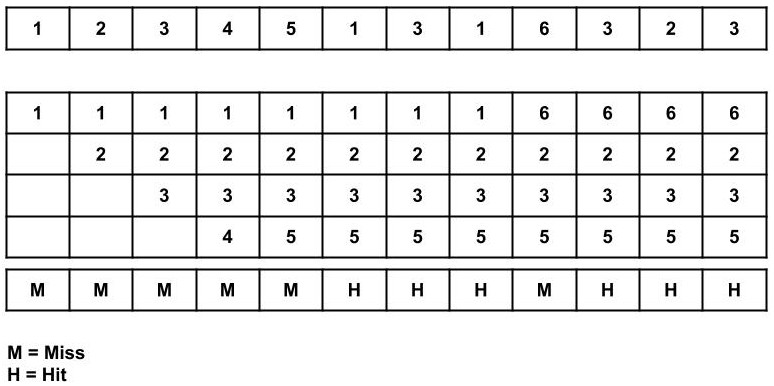 1 2 3 4 5 1 3 1 6 3 2 3
1 1 1 1 1 1 1 1 6 6 6 6
2 2 2 2 2 2 2 2 2 2 2
3 3 3 3 3 3 3 3 3 3
4 5 5 5 5 5 5 5 5
M M M M M H H H M H H H
M = Miss
H = Hit